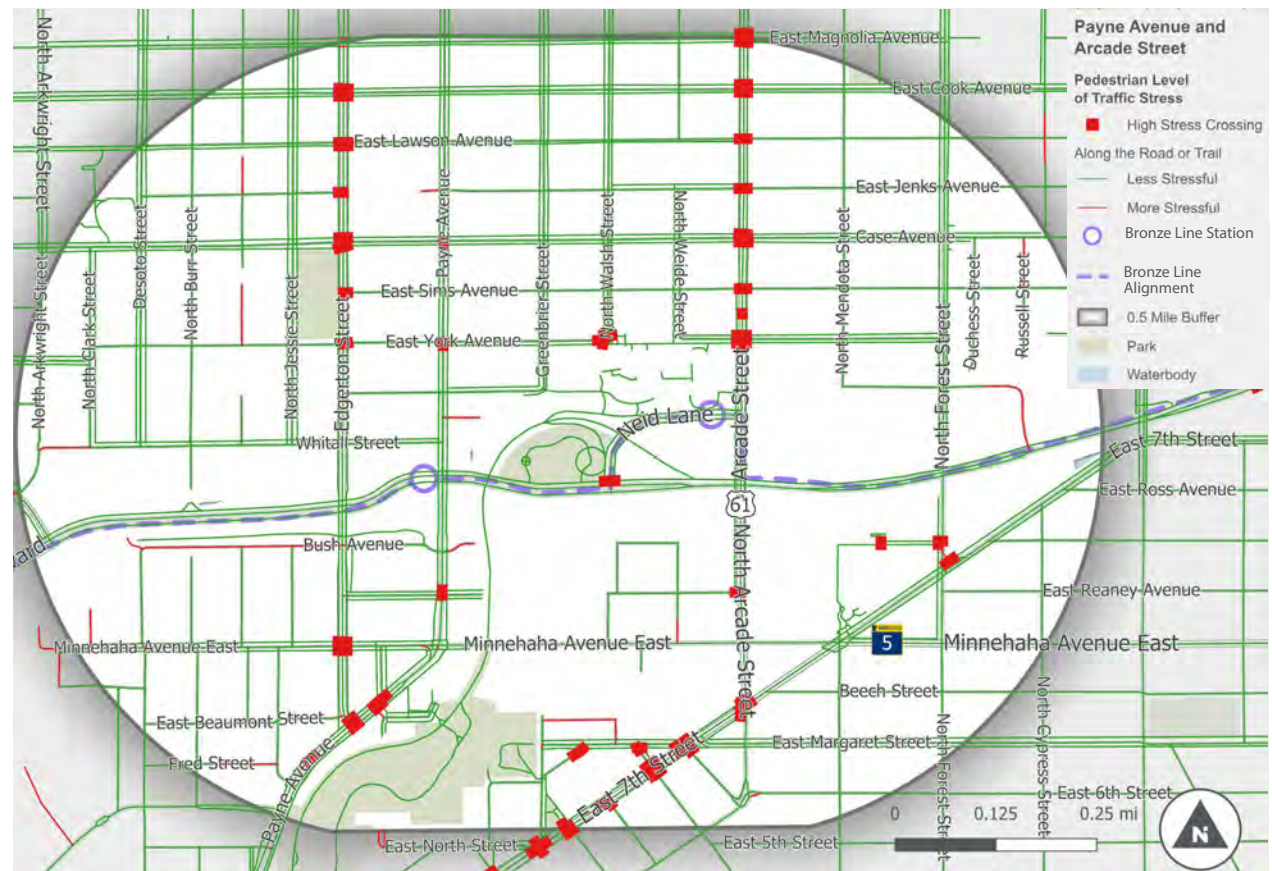 Payne Avenue and
Arcade Street
Pedestrian Level
of Traffic Stress
High Stress Crossing
Along the Road or Trail
Less Stressful
More Stressful
Bronze Line Station
Bronze Line
Alignment
0.5 Mile Buffer
Park
Waterbody
East Magnolia Avenue
East Cook Avenue
East Lawson Avenue
East Jenks Avenue
Case Avenue
East Sims Avenue
East York Avenue
Whitall Street
Neid Lane
East 7th Street
East Ross Avenue
Bush Avenue
East Reaney Avenue
Minnehaha Avenue East
Minnehaha Avenue East
Minnehaha Avenue East
Beech Street
East Beaumont Street
East Margaret Street
Fred Street
East 6th Street
East North Street
East 5th Street
East 7th Street
Payne Avenue
Payne Avenue
North Arkwright Street
North Arkwright Street
North Clark Street
Desoto Street
North Burr Street
North Jessie Street
Edgerton Street
Greenbrier Street
North Walsh Street
North Weide Street
North Arcade Street
North Mendota Street
North Forest Street
North Forest Street
Duchess Street
Russell Street
North Cypress Street
ward
61
5
0
0.125
0.25 mi
N